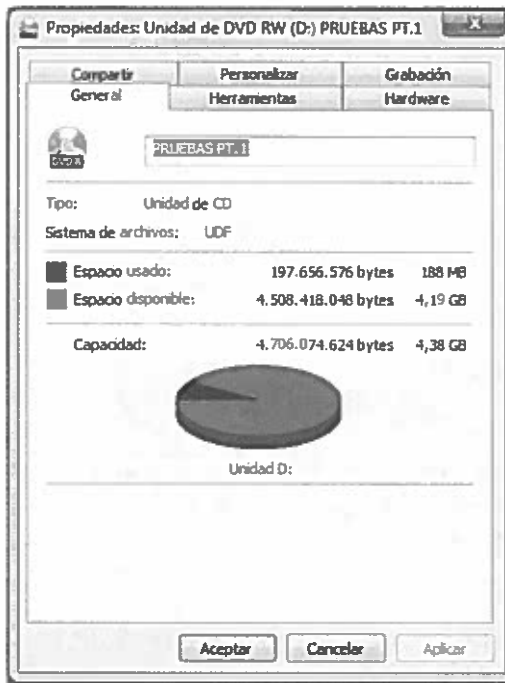 Propiedades: Unidad de DVD RW (D:) PRUEBAS PT.1
Compartir Personalizar Grabación
General Herramientas Hardware
DVD-R
PRUEBAS PT.1
Tipo: Unidad de CD
Sistema de archivos: UDF
Espacio usado: 197.656.576 bytes 188 MB
Espacio disponible: 4.508.418.048 bytes 4,19 GB
Capacidad: 4.706.074.624 bytes 4,38 GB
Unidad D:
Aceptar Cancelar Aplicar